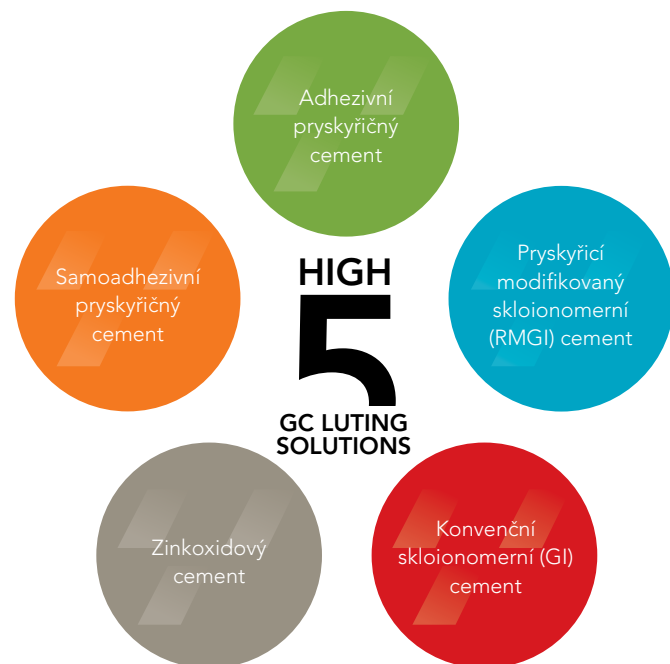 Adhezivní
pryskyřičný
cement
Samoadhezivní
pryskyřičný
cement
HIGH
5
GC LUTING
SOLUTIONS
Pryskyřicí
modifikovaný
skloionomerní
(RMGI) cement
Zinkoxidový
cement
Konvenční
skloionomerní (GI)
cement